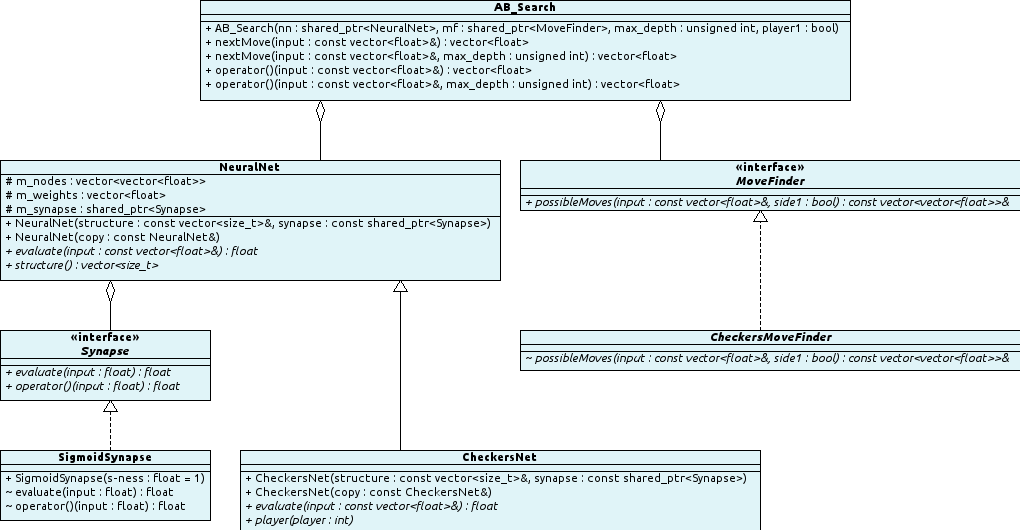 AB_Search
+ AB_Search(nn : shared_ptr<NeuralNet>, mf : shared_ptr<MoveFinder>, max_depth : unsigned int, player1 : bool)
+ nextMove(input : const vector<float>&) : vector<float>
+ nextMove(input : const vector<float>&, max_depth : unsigned int) : vector<float>
+ operator()(input : const vector<float>&) : vector<float>
+ operator()(input : const vector<float>&, max_depth : unsigned int) : vector<float>
NeuralNet
# m_nodes : vector<vector<float>>
# m_weights : vector<float>
# m_synapse : shared_ptr<Synapse>
+ NeuralNet(structure : const vector<size_t>&, synapse : const shared_ptr<Synapse>)
+ NeuralNet(copy : const NeuralNet&)
+ evaluate(input : const vector<float>&) : float
+ structure() : vector<size_t>
«interface»
MoveFinder
+ possibleMoves(input : const vector<float>&, side1 : bool) : const vector<vector<float>>&
«interface»
Synapse
+ evaluate(input : float) : float
+ operator()(input : float) : float
CheckersMoveFinder
~ possibleMoves(input : const vector<float>&, side1 : bool) : const vector<vector<float>>&
SigmoidSynapse
+ SigmoidSynapse(s-ness : float = 1)
~ evaluate(input : float) : float
~ operator()(input : float) : float
CheckersNet
+ CheckersNet(structure : const vector<size_t>&, synapse : const shared_ptr<Synapse>)
+ CheckersNet(copy : const CheckersNet&)
+ evaluate(input : const vector<float>&) : float
+ player(player : int)